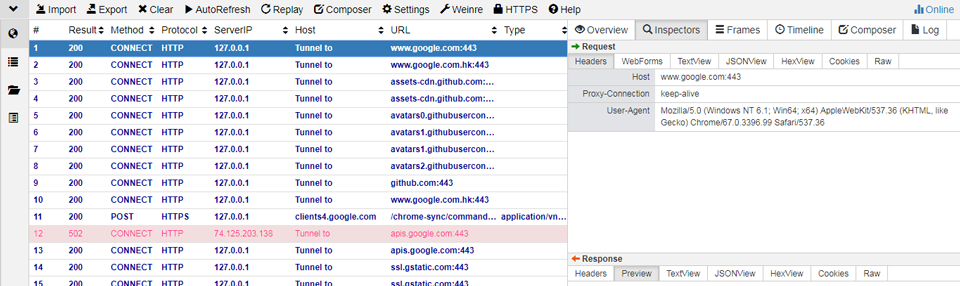 Import Export Clear AutoRefresh Replay Composer Settings Weinre HTTPS Help Online
# Result Method Protocol ServerIP Host URL Type
Overview Inspectors Frames Timeline Composer Log
1 200 CONNECT HTTP 127.0.0.1 Tunnel to www.google.com:443
2 200 CONNECT HTTP 127.0.0.1 Tunnel to www.google.com.hk:443
3 200 CONNECT HTTP 127.0.0.1 Tunnel to assets-cdn.github.com:...
4 200 CONNECT HTTP 127.0.0.1 Tunnel to assets-cdn.github.com:...
5 200 CONNECT HTTP 127.0.0.1 Tunnel to avatars0.githubusercon...
6 200 CONNECT HTTP 127.0.0.1 Tunnel to avatars1.githubusercon...
7 200 CONNECT HTTP 127.0.0.1 Tunnel to avatars1.githubusercon...
8 200 CONNECT HTTP 127.0.0.1 Tunnel to avatars2.githubusercon...
9 200 CONNECT HTTP 127.0.0.1 Tunnel to github.com:443
10 200 CONNECT HTTP 127.0.0.1 Tunnel to www.google.com.hk:443
11 200 POST HTTPS 127.0.0.1 clients4.google.com /chrome-sync/command... application/vn...
12 502 CONNECT HTTP 74.125.203.138 Tunnel to apis.google.com:443
13 200 CONNECT HTTP 127.0.0.1 Tunnel to apis.google.com:443
14 200 CONNECT HTTP 127.0.0.1 Tunnel to ssl.gstatic.com:443
15 200 CONNECT HTTP 127.0.0.1 Tunnel to ssl.gstatic.com:443
Request
Headers WebForms TextView JSONView HexView Cookies Raw
Host www.google.com:443
Proxy-Connection keep-alive
User-Agent Mozilla/5.0 (Windows NT 6.1; Win64; x64) AppleWebKit/537.36 (KHTML, like
Gecko) Chrome/67.0.3396.99 Safari/537.36
Response
Headers Preview TextView JSONView HexView Cookies Raw